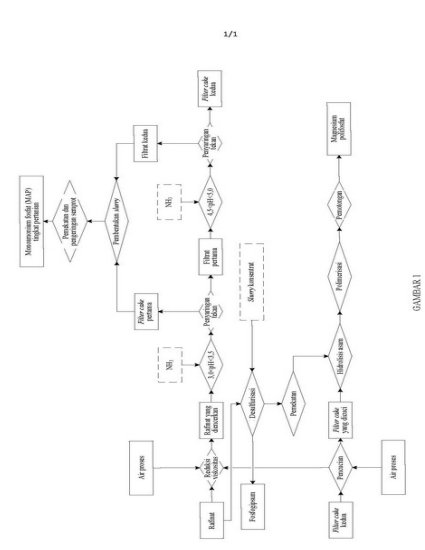 1/1
Monoamonium fosfat (MAP)
tingkat pertanian
Pemekatan dan
pengeringan semprot
Pembentukan slurry
Filter cake
pertama
Filtrat kedua
Air proses
NH₃
NH₃
Rafinat
Reduksi
viskositas
Rafinat yang
diencerkan
3,0<pH<3,5
Penyaringan
tekan
Filtrat
pertama
4,5<pH<5,0
Penyaringan
tekan
Filter cake
kedua
Fosfogipsum
Desulfurisasi
Slurry konsentrat
Pemekatan
Filter cake
kedua
Pencucian
Filter cake
yang dicuci
Hidrolisis asam
Polimerisasi
Magnesium
polifosfat
Air proses
GAMBAR 1